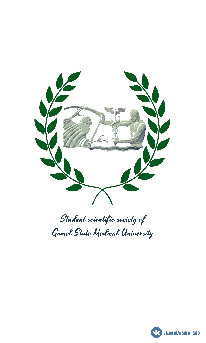 Student scientific society of
Gomel State Medical University